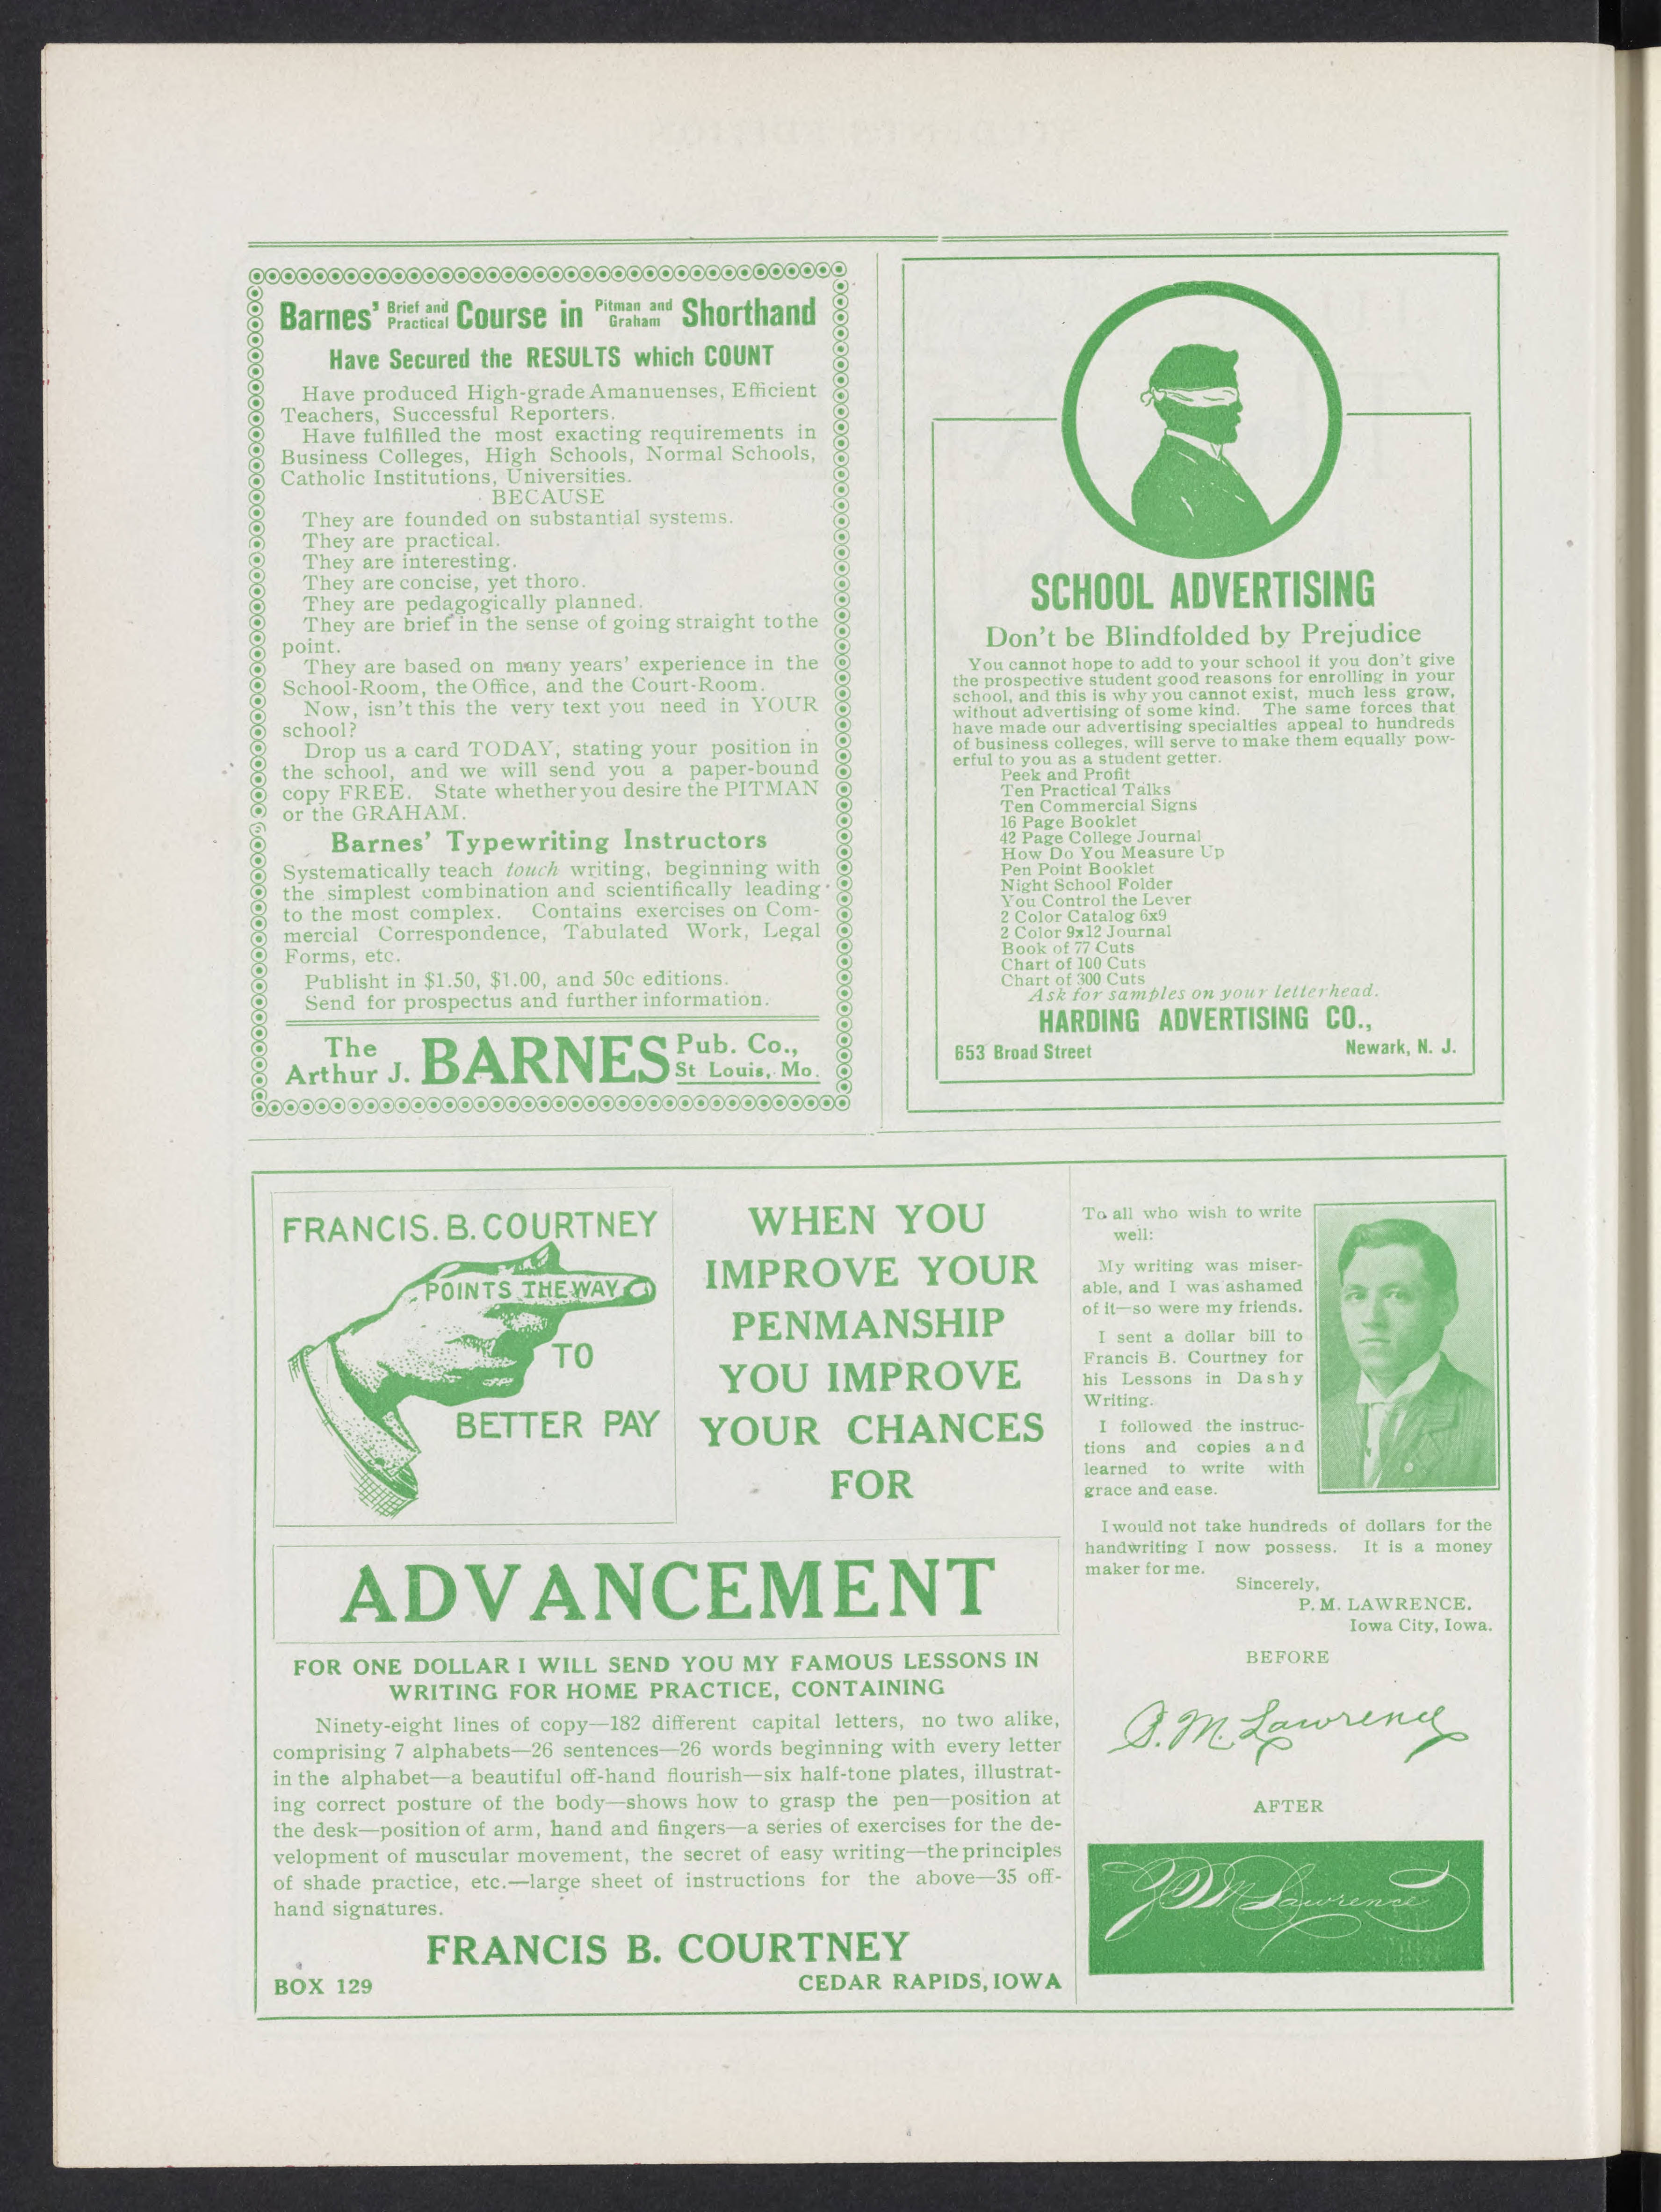 Barnes' Brief and Practical Course in Pitman and Graham Shorthand
Have Secured the RESULTS which COUNT
Have produced High-grade Amanuenses, Efficient
Teachers, Successful Reporters.
Have fulfilled the most exacting requirements in
Business Colleges, High Schools, Normal Schools,
Catholic Institutions, Universities.
BECAUSE
They are founded on substantial systems.
They are practical.
They are interesting.
They are concise, yet thoro.
They are pedagogically planned.
They are brief in the sense of going straight to the
point.
They are based on many years' experience in the
School-Room, the Office, and the Court-Room.
Now, isn't this the very text you need in YOUR
school?
Drop us a card TODAY, stating your position in
the school, and we will send you a paper-bound
copy FREE. State whether you desire the PITMAN
or the GRAHAM.
Barnes' Typewriting Instructors
Systematically teach touch writing, beginning with
the simplest combination and scientifically leading
to the most complex. Contains exercises on Com-
mercial Correspondence, Tabulated Work, Legal
Forms, etc.
Publisht in $1.50, $1.00, and 50c editions.
Send for prospectus and further information.
The Arthur J. BARNES Pub. Co., St Louis, Mo.
SCHOOL ADVERTISING
Don't be Blindfolded by Prejudice
You cannot hope to add to your school if you don't give
the prospective student good reasons for enrolling in your
school, and this is why you cannot exist, much less grow,
without advertising of some kind. The same forces that
have made our advertising specialties appeal to hundreds
of business colleges, will serve to make them equally pow-
erful to you as a student getter.
Peek and Profit
Ten Practical Talks
Ten Commercial Signs
16 Page Booklet
42 Page College Journal
How Do You Measure Up
Pen Point Booklet
Night School Folder
You Control the Lever
2 Color Catalog 6x9
2 Color 9x12 Journal
Book of 77 Cuts
Chart of 100 Cuts
Chart of 300 Cuts
Ask for samples on your letterhead.
HARDING ADVERTISING CO.,
653 Broad Street Newark, N. J.
FRANCIS. B. COURTNEY
POINTS THE WAY
TO
BETTER PAY
WHEN YOU
IMPROVE YOUR
PENMANSHIP
YOU IMPROVE
YOUR CHANCES
FOR
ADVANCEMENT
FOR ONE DOLLAR I WILL SEND YOU MY FAMOUS LESSONS IN
WRITING FOR HOME PRACTICE, CONTAINING
Ninety-eight lines of copy—182 different capital letters, no two alike,
comprising 7 alphabets—26 sentences—26 words beginning with every letter
in the alphabet—a beautiful off-hand flourish—six half-tone plates, illustrat-
ing correct posture of the body—shows how to grasp the pen—position at
the desk—position of arm, hand and fingers—a series of exercises for the de-
velopment of muscular movement, the secret of easy writing—the principles
of shade practice, etc.—large sheet of instructions for the above—35 off-
hand signatures.
FRANCIS B. COURTNEY
BOX 129 CEDAR RAPIDS, IOWA
To all who wish to write
well:
My writing was miser-
able, and I was ashamed
of it—so were my friends.
I sent a dollar bill to
Francis B. Courtney for
his Lessons in Dashy
Writing.
I followed the instruc-
tions and copies and
learned to write with
grace and ease.
I would not take hundreds of dollars for the
handwriting I now possess. It is a money
maker for me.
Sincerely,
P. M. LAWRENCE.
Iowa City, Iowa.
BEFORE
P. M. Lawrence
AFTER
P M Lawrence